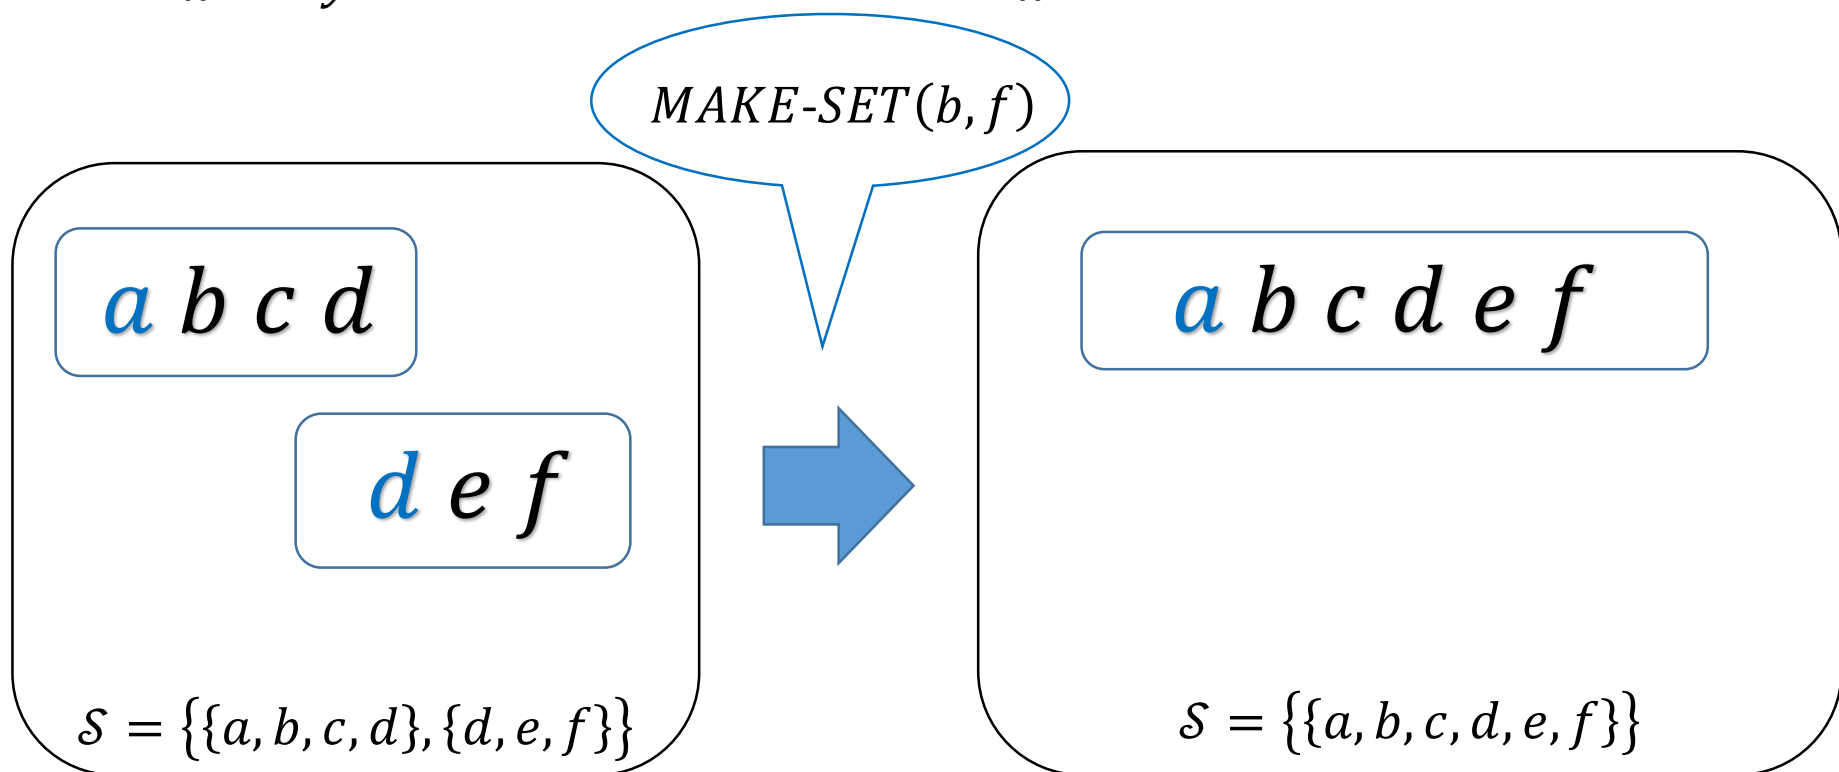 MAKE-SET(b, f)
a b c d
d e f
𝒮 = {{a, b, c, d}, {d, e, f}}
a b c d e f
𝒮 = {{a, b, c, d, e, f}}